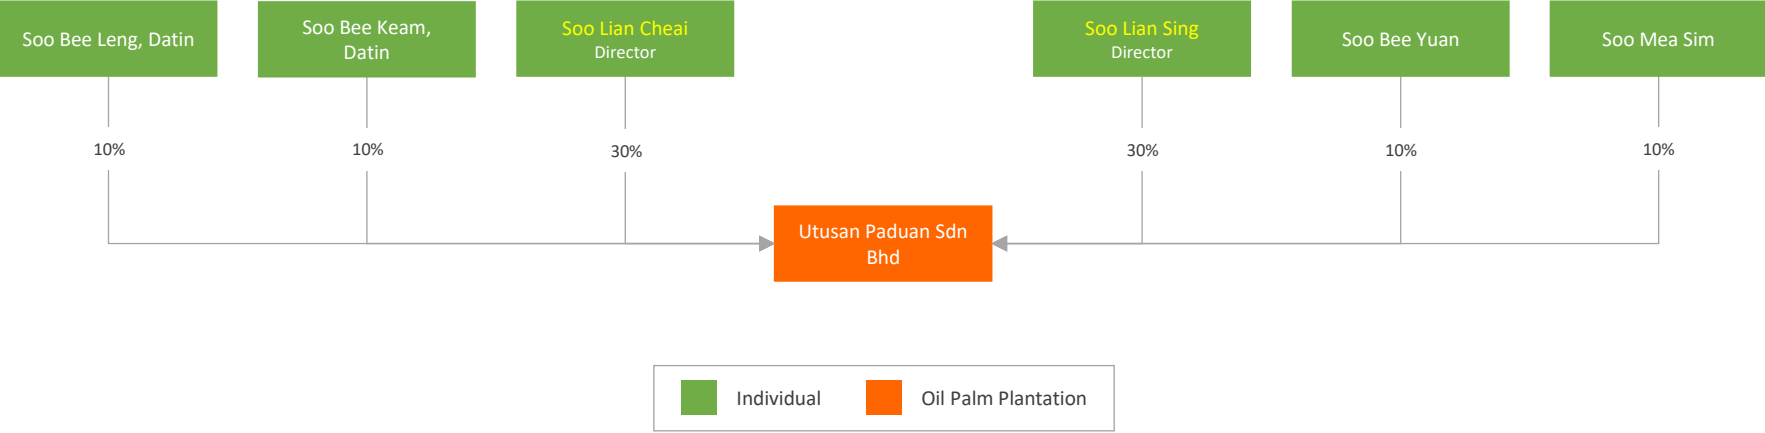 Soo Bee Leng, Datin
Soo Bee Keam,
Datin
Soo Lian Cheai
Director
Soo Lian Sing
Director
Soo Bee Yuan
Soo Mea Sim
10%
10%
30%
30%
10%
10%
Utusan Paduan Sdn
Bhd
Individual
Oil Palm Plantation